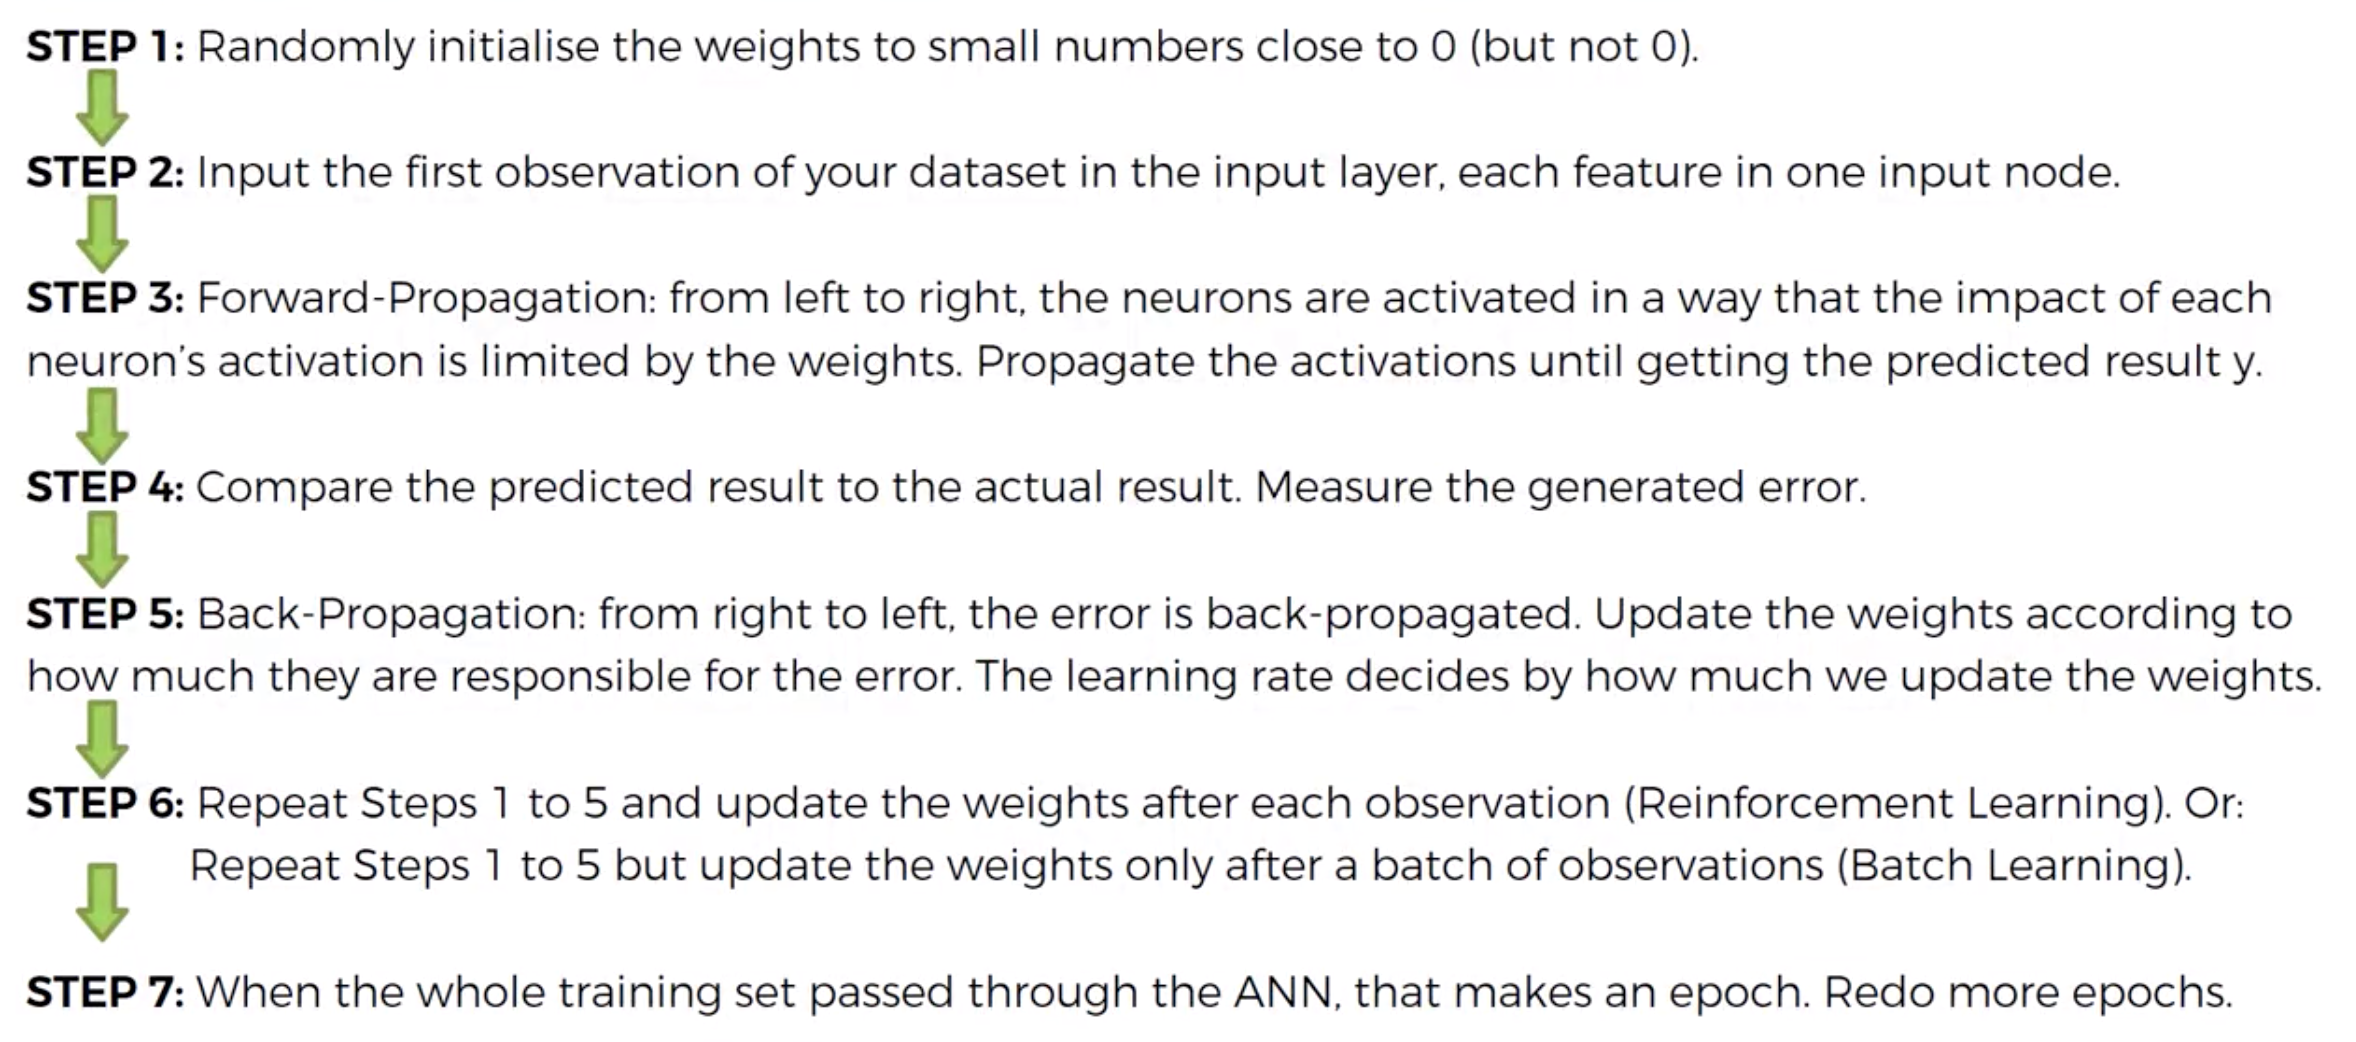 STEP 1: Randomly initialise the weights to small numbers close to 0 (but not 0).
STEP 2: Input the first observation of your dataset in the input layer, each feature in one input node.
STEP 3: Forward-Propagation: from left to right, the neurons are activated in a way that the impact of each
neuron's activation is limited by the weights. Propagate the activations until getting the predicted result y.
STEP 4: Compare the predicted result to the actual result. Measure the generated error.
STEP 5: Back-Propagation: from right to left, the error is back-propagated. Update the weights according to
how much they are responsible for the error. The learning rate decides by how much we update the weights.
STEP 6: Repeat Steps 1 to 5 and update the weights after each observation (Reinforcement Learning). Or:
Repeat Steps 1 to 5 but update the weights only after a batch of observations (Batch Learning).
STEP 7: When the whole training set passed through the ANN, that makes an epoch. Redo more epochs.